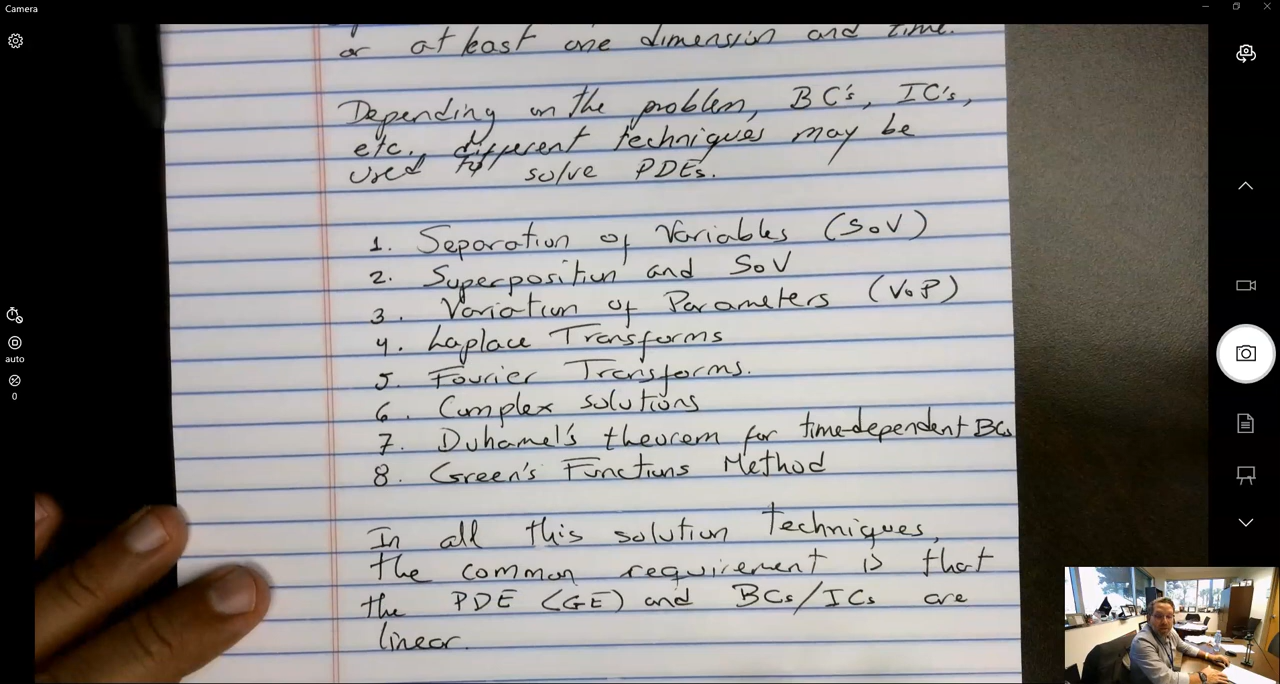 Camera
or at least one dimension and time.
Depending on the problem, BC's, IC's,
etc., different techniques may be
used to solve PDEs.
1. Separation of Variables (SoV)
2. Superposition and SoV
3. Variation of Parameters (VoP)
4. Laplace Transforms
5. Fourier Transforms.
6. Complex solutions
7. Duhamel's theorem for time-dependent BCs
8. Green's Functions Method
In all this solution techniques,
the common requirement is that
the PDE (GE) and BCs/ICs are
linear.
auto
0